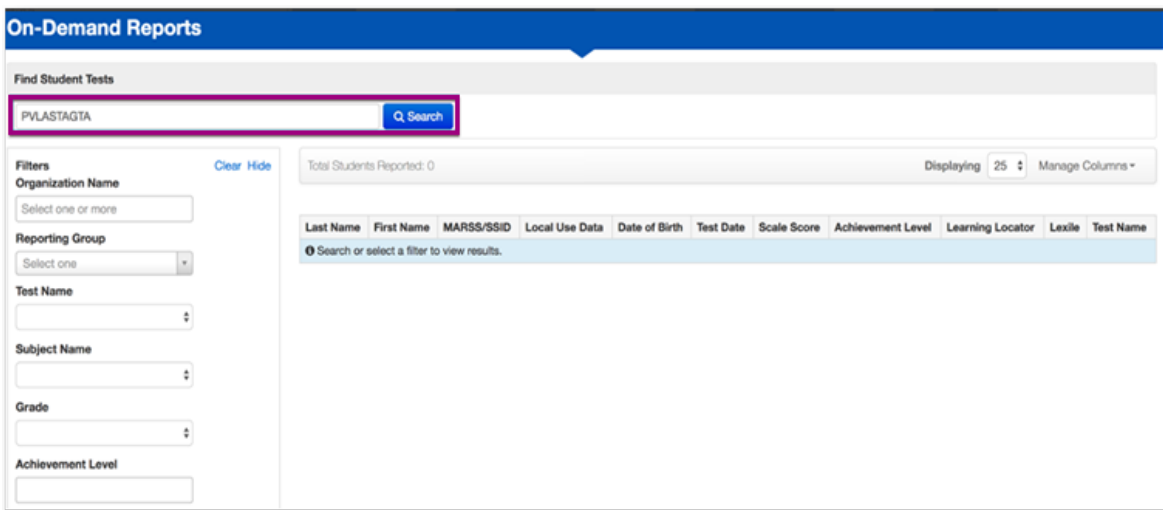 On-Demand Reports
Find Student Tests
PVLASTAGTA Search
Filters Clear Hide
Organization Name
Select one or more
Reporting Group
Select one
Test Name
Subject Name
Grade
Achievement Level
Total Students Reported: 0 Displaying 25 Manage Columns
Last Name First Name MARSS/SSID Local Use Data Date of Birth Test Date Scale Score Achievement Level Learning Locator Lexile Test Name
Search or select a filter to view results.